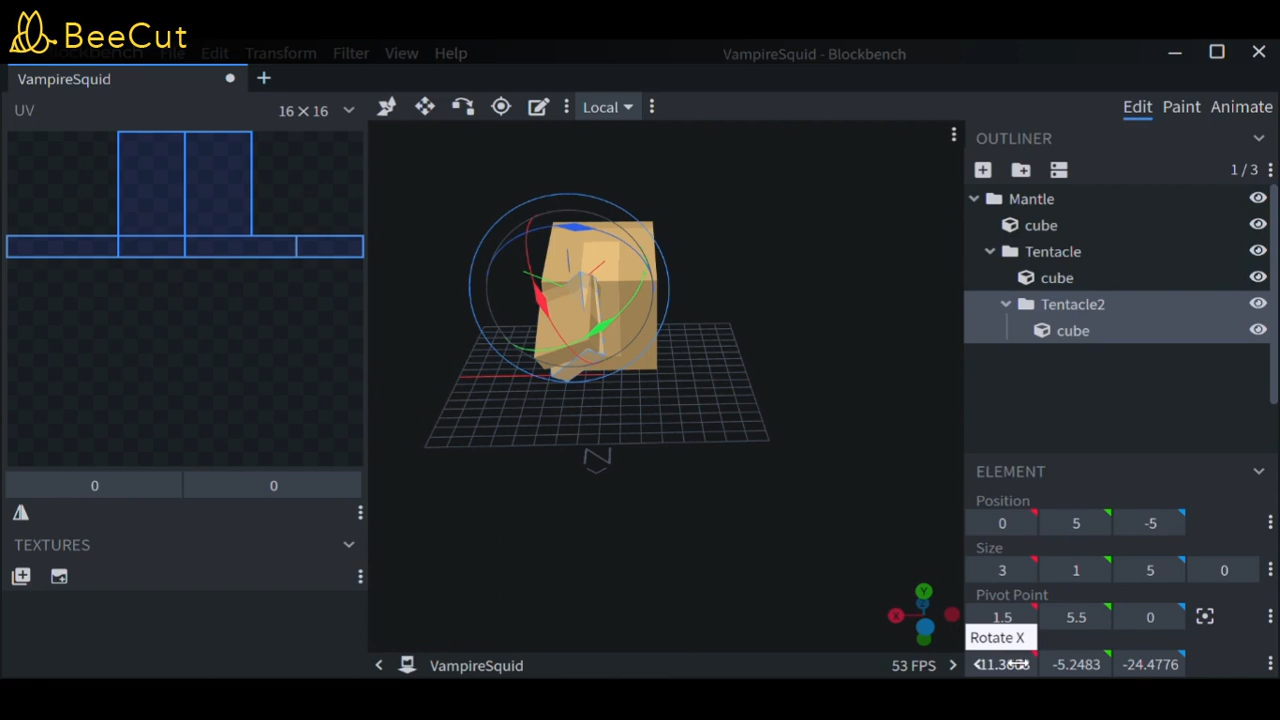 BeeCut
File Edit Transform Filter View Help
VampireSquid - Blockbench
VampireSquid
UV
16 × 16
Local
Edit Paint Animate
OUTLINER
1 / 3
Mantle
cube
Tentacle
cube
Tentacle2
cube
0 0
TEXTURES
ELEMENT
Position
0 5 -5
Size
3 1 5 0
Pivot Point
1.5 5.5 0
Rotate X
-5.2483 -24.4776
VampireSquid
53 FPS
X
Y
Z